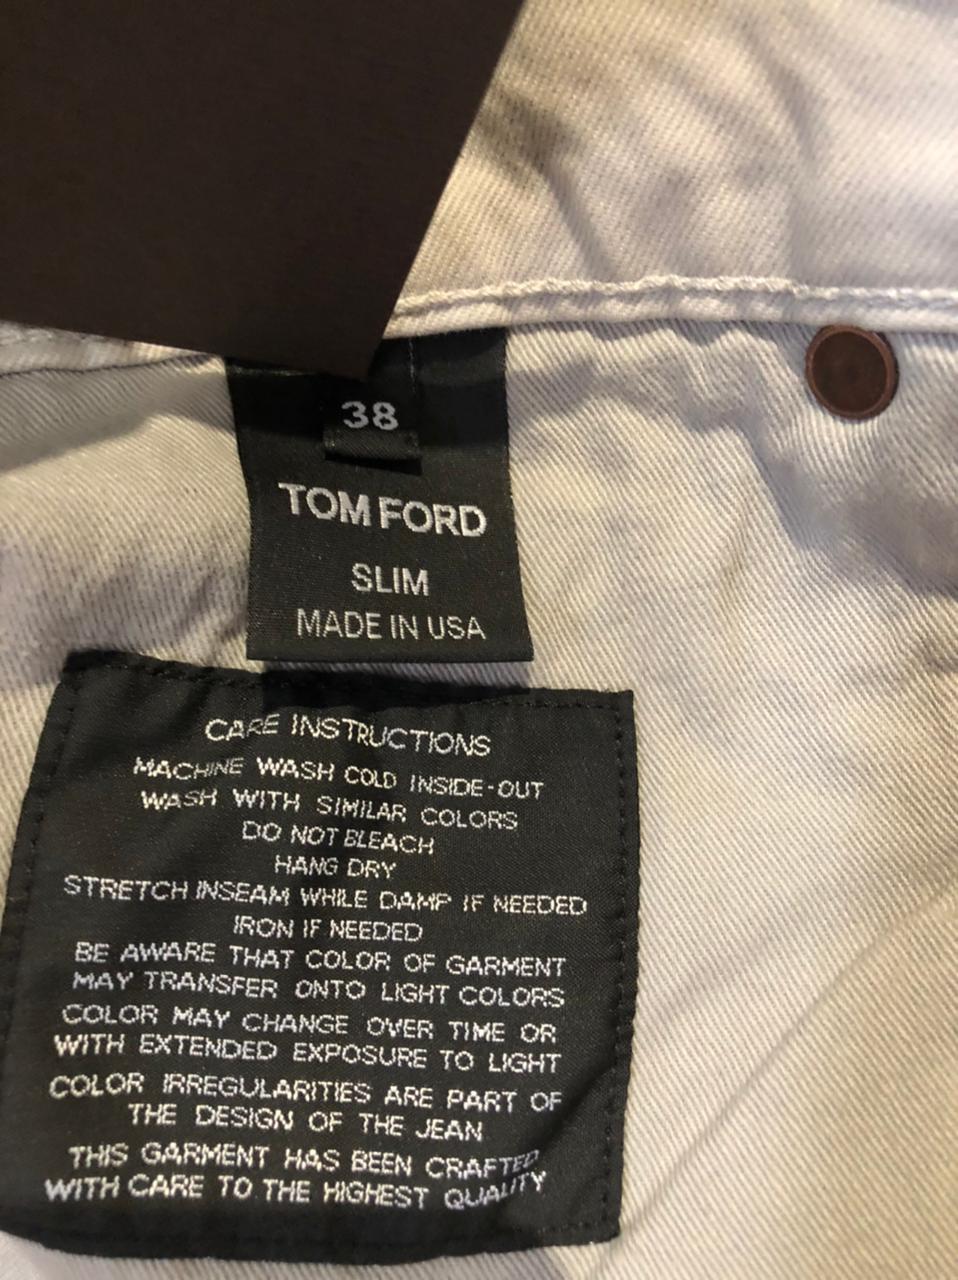 38
TOM FORD
SLIM
MADE IN USA
CARE INSTRUCTIONS
MACHINE WASH COLD INSIDE-OUT
WASH WITH SIMILAR COLORS
DO NOT BLEACH
HANG DRY
STRETCH INSEAM WHILE DAMP IF NEEDED
IRON IF NEEDED
BE AWARE THAT COLOR OF GARMENT
MAY TRANSFER ONTO LIGHT COLORS
COLOR MAY CHANGE OVER TIME OR
WITH EXTENDED EXPOSURE TO LIGHT
COLOR IRREGULARITIES ARE PART OF
THE DESIGN OF THE JEAN
THIS GARMENT HAS BEEN CRAFTED
WITH CARE TO THE HIGHEST QUALITY